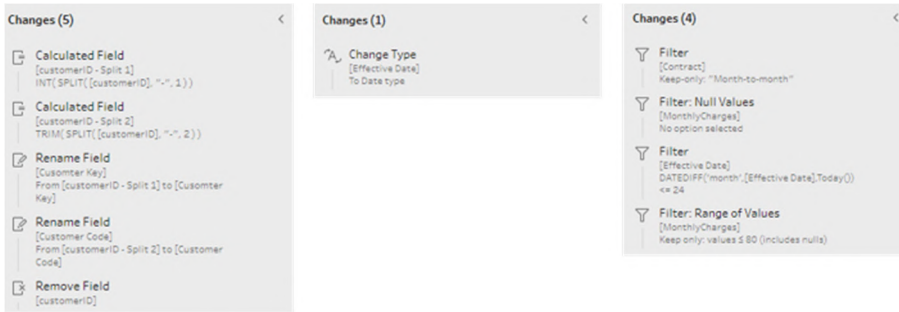 Changes (5)
Calculated Field
[customerID - Split 1]
INT( SPLIT( [customerID], "-", 1 ) )
Calculated Field
[customerID - Split 2]
TRIM( SPLIT( [customerID], "-", 2 ) )
Rename Field
[Cusomter Key]
From [customerID - Split 1] to [Cusomter
Key]
Rename Field
[Customer Code]
From [customerID - Split 2] to [Customer
Code]
Remove Field
[customerID]
Changes (1)
Change Type
[Effective Date]
To Date type
Changes (4)
Filter
[Contract]
Keep-only: "Month-to-month"
Filter: Null Values
[MonthlyCharges]
No option selected
Filter
[Effective Date]
DATEDIFF('month',[Effective Date],Today())
<= 24
Filter: Range of Values
[MonthlyCharges]
Keep only: values ≤ 80 (includes nulls)